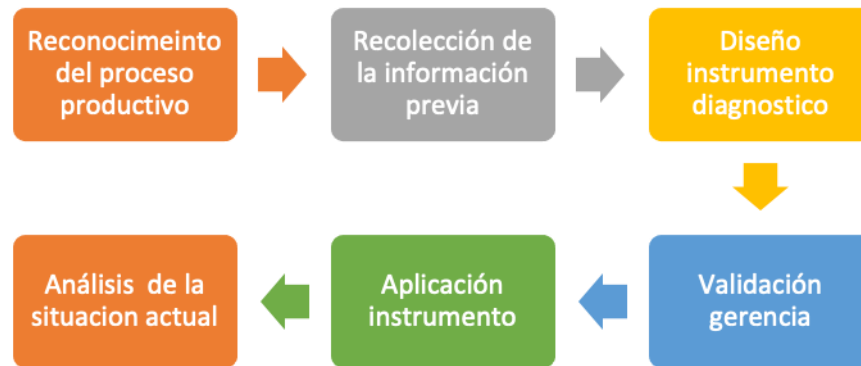 Reconocimeinto
del proceso
productivo
Recolección de
la información
previa
Diseño
instrumento
diagnostico
Validación
gerencia
Aplicación
instrumento
Análisis de la
situacion actual